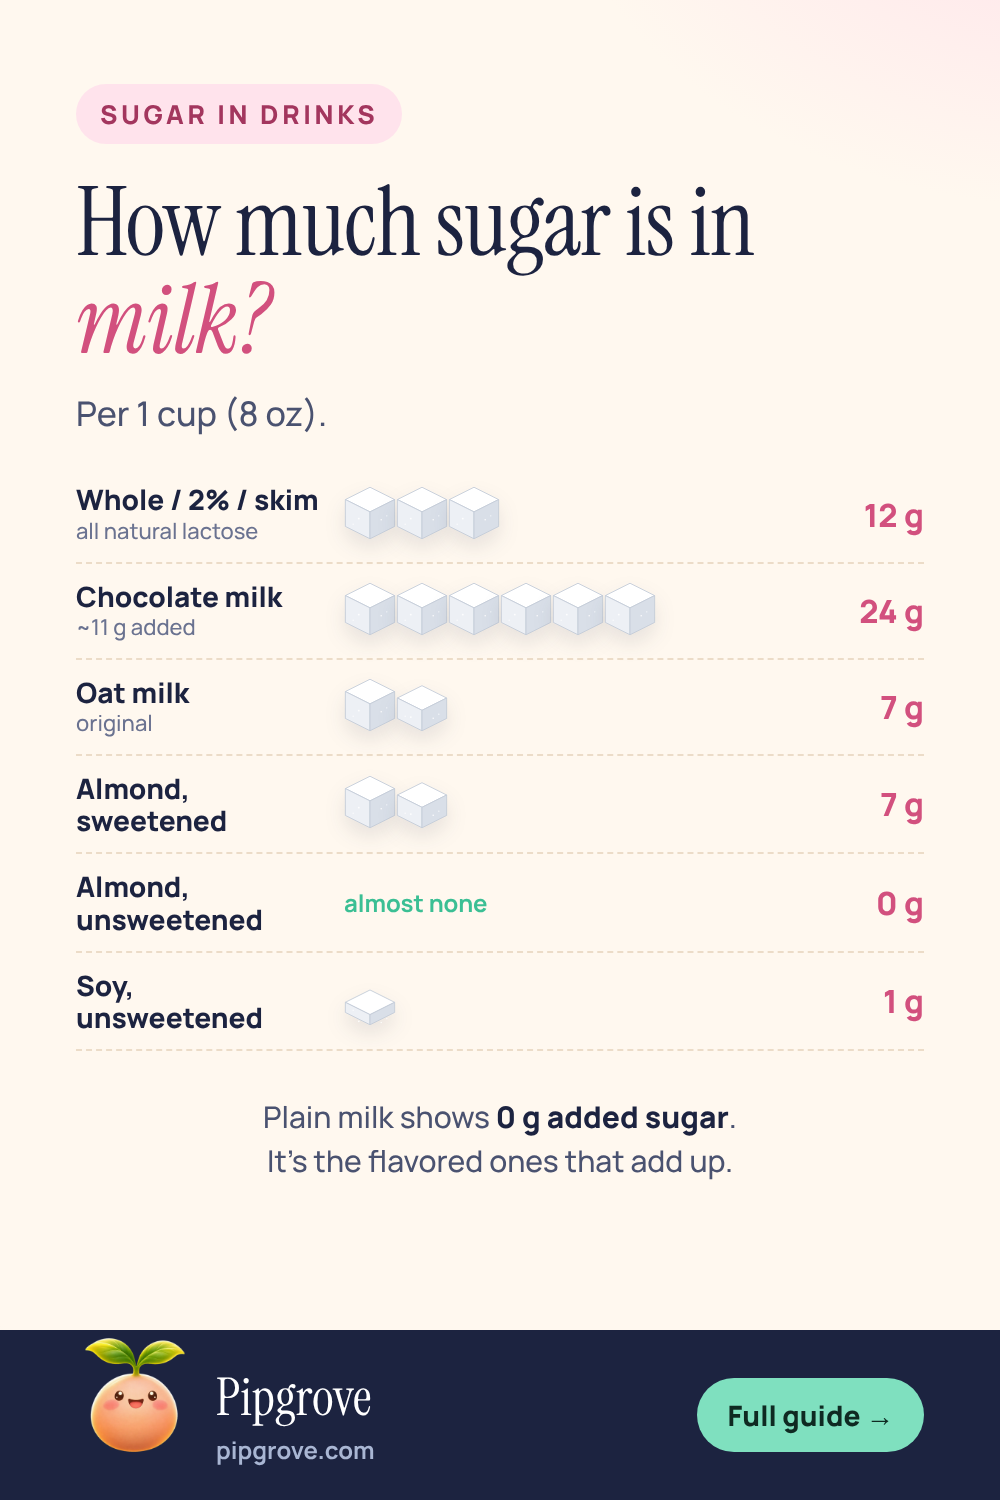 SUGAR IN DRINKS
How much sugar is in
milk?
Per 1 cup (8 oz).
Whole / 2% / skim
all natural lactose
12 g
Chocolate milk
~11 g added
24 g
Oat milk
original
7 g
Almond,
sweetened
7 g
Almond,
unsweetened
almost none
0 g
Soy,
unsweetened
1 g
Plain milk shows 0 g added sugar.
It's the flavored ones that add up.
Pipgrove
pipgrove.com
Full guide →